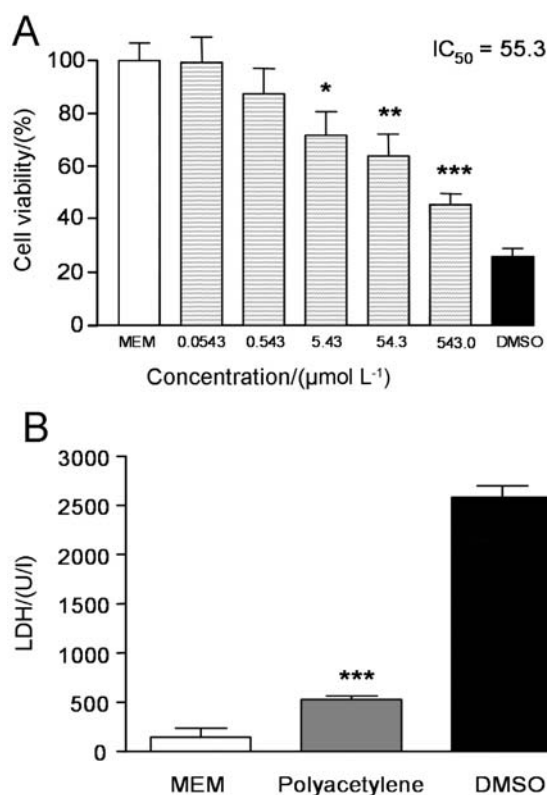 A
IC50 = 55.3
Cell viability/(%)
100
80
60
40
20
0
*
**
***
MEM 0.0543 0.543 5.43 54.3 543.0 DMSO
Concentration/(μmol L-1)
B
LDH/(U/l)
3000
2500
2000
1500
1000
500
0
***
MEM Polyacetylene DMSO